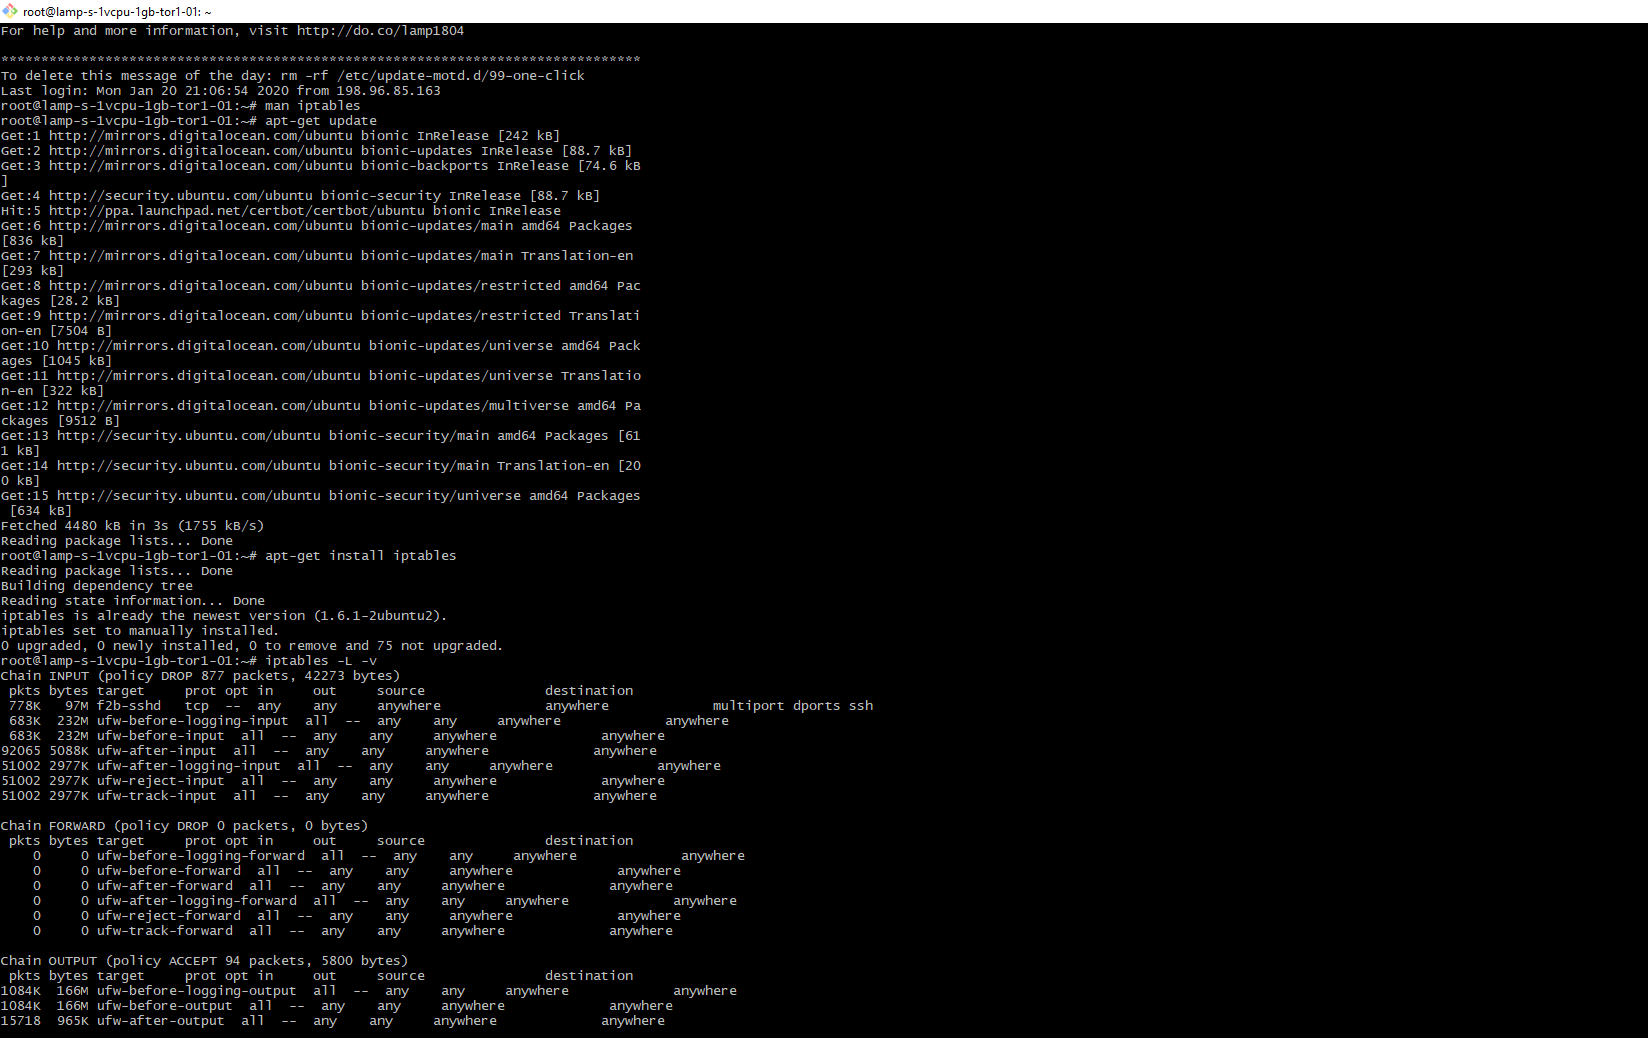 root@lamp-s-1vcpu-1gb-tor1-01: ~
For help and more information, visit http://do.co/lamp1804
********************************************************************************
To delete this message of the day: rm -rf /etc/update-motd.d/99-one-click
Last login: Mon Jan 20 21:06:54 2020 from 198.96.85.163
root@lamp-s-1vcpu-1gb-tor1-01:~# man iptables
root@lamp-s-1vcpu-1gb-tor1-01:~# apt-get update
Get:1 http://mirrors.digitalocean.com/ubuntu bionic InRelease [242 kB]
Get:2 http://mirrors.digitalocean.com/ubuntu bionic-updates InRelease [88.7 kB]
Get:3 http://mirrors.digitalocean.com/ubuntu bionic-backports InRelease [74.6 kB
]
Get:4 http://security.ubuntu.com/ubuntu bionic-security InRelease [88.7 kB]
Hit:5 http://ppa.launchpad.net/certbot/certbot/ubuntu bionic InRelease
Get:6 http://mirrors.digitalocean.com/ubuntu bionic-updates/main amd64 Packages
[836 kB]
Get:7 http://mirrors.digitalocean.com/ubuntu bionic-updates/main Translation-en
[293 kB]
Get:8 http://mirrors.digitalocean.com/ubuntu bionic-updates/restricted amd64 Pac
kages [28.2 kB]
Get:9 http://mirrors.digitalocean.com/ubuntu bionic-updates/restricted Translati
on-en [7504 B]
Get:10 http://mirrors.digitalocean.com/ubuntu bionic-updates/universe amd64 Pack
ages [1045 kB]
Get:11 http://mirrors.digitalocean.com/ubuntu bionic-updates/universe Translatio
n-en [322 kB]
Get:12 http://mirrors.digitalocean.com/ubuntu bionic-updates/multiverse amd64 Pa
ckages [9512 B]
Get:13 http://security.ubuntu.com/ubuntu bionic-security/main amd64 Packages [61
1 kB]
Get:14 http://security.ubuntu.com/ubuntu bionic-security/main Translation-en [20
0 kB]
Get:15 http://security.ubuntu.com/ubuntu bionic-security/universe amd64 Packages
[634 kB]
Fetched 4480 kB in 3s (1755 kB/s)
Reading package lists... Done
root@lamp-s-1vcpu-1gb-tor1-01:~# apt-get install iptables
Reading package lists... Done
Building dependency tree
Reading state information... Done
iptables is already the newest version (1.6.1-2ubuntu2).
iptables set to manually installed.
0 upgraded, 0 newly installed, 0 to remove and 75 not upgraded.
root@lamp-s-1vcpu-1gb-tor1-01:~# iptables -L -v
Chain INPUT (policy DROP 877 packets, 42273 bytes)
pkts bytes target prot opt in out source destination
778K 97M f2b-sshd tcp -- any any anywhere anywhere multiport dports ssh
683K 232M ufw-before-logging-input all -- any any anywhere anywhere
683K 232M ufw-before-input all -- any any anywhere anywhere
92065 5088K ufw-after-input all -- any any anywhere anywhere
51002 2977K ufw-after-logging-input all -- any any anywhere anywhere
51002 2977K ufw-reject-input all -- any any anywhere anywhere
51002 2977K ufw-track-input all -- any any anywhere anywhere
Chain FORWARD (policy DROP 0 packets, 0 bytes)
pkts bytes target prot opt in out source destination
0 0 ufw-before-logging-forward all -- any any anywhere anywhere
0 0 ufw-before-forward all -- any any anywhere anywhere
0 0 ufw-after-forward all -- any any anywhere anywhere
0 0 ufw-after-logging-forward all -- any any anywhere anywhere
0 0 ufw-reject-forward all -- any any anywhere anywhere
0 0 ufw-track-forward all -- any any anywhere anywhere
Chain OUTPUT (policy ACCEPT 94 packets, 5800 bytes)
pkts bytes target prot opt in out source destination
1084K 166M ufw-before-logging-output all -- any any anywhere anywhere
1084K 166M ufw-before-output all -- any any anywhere anywhere
15718 965K ufw-after-output all -- any any anywhere anywhere